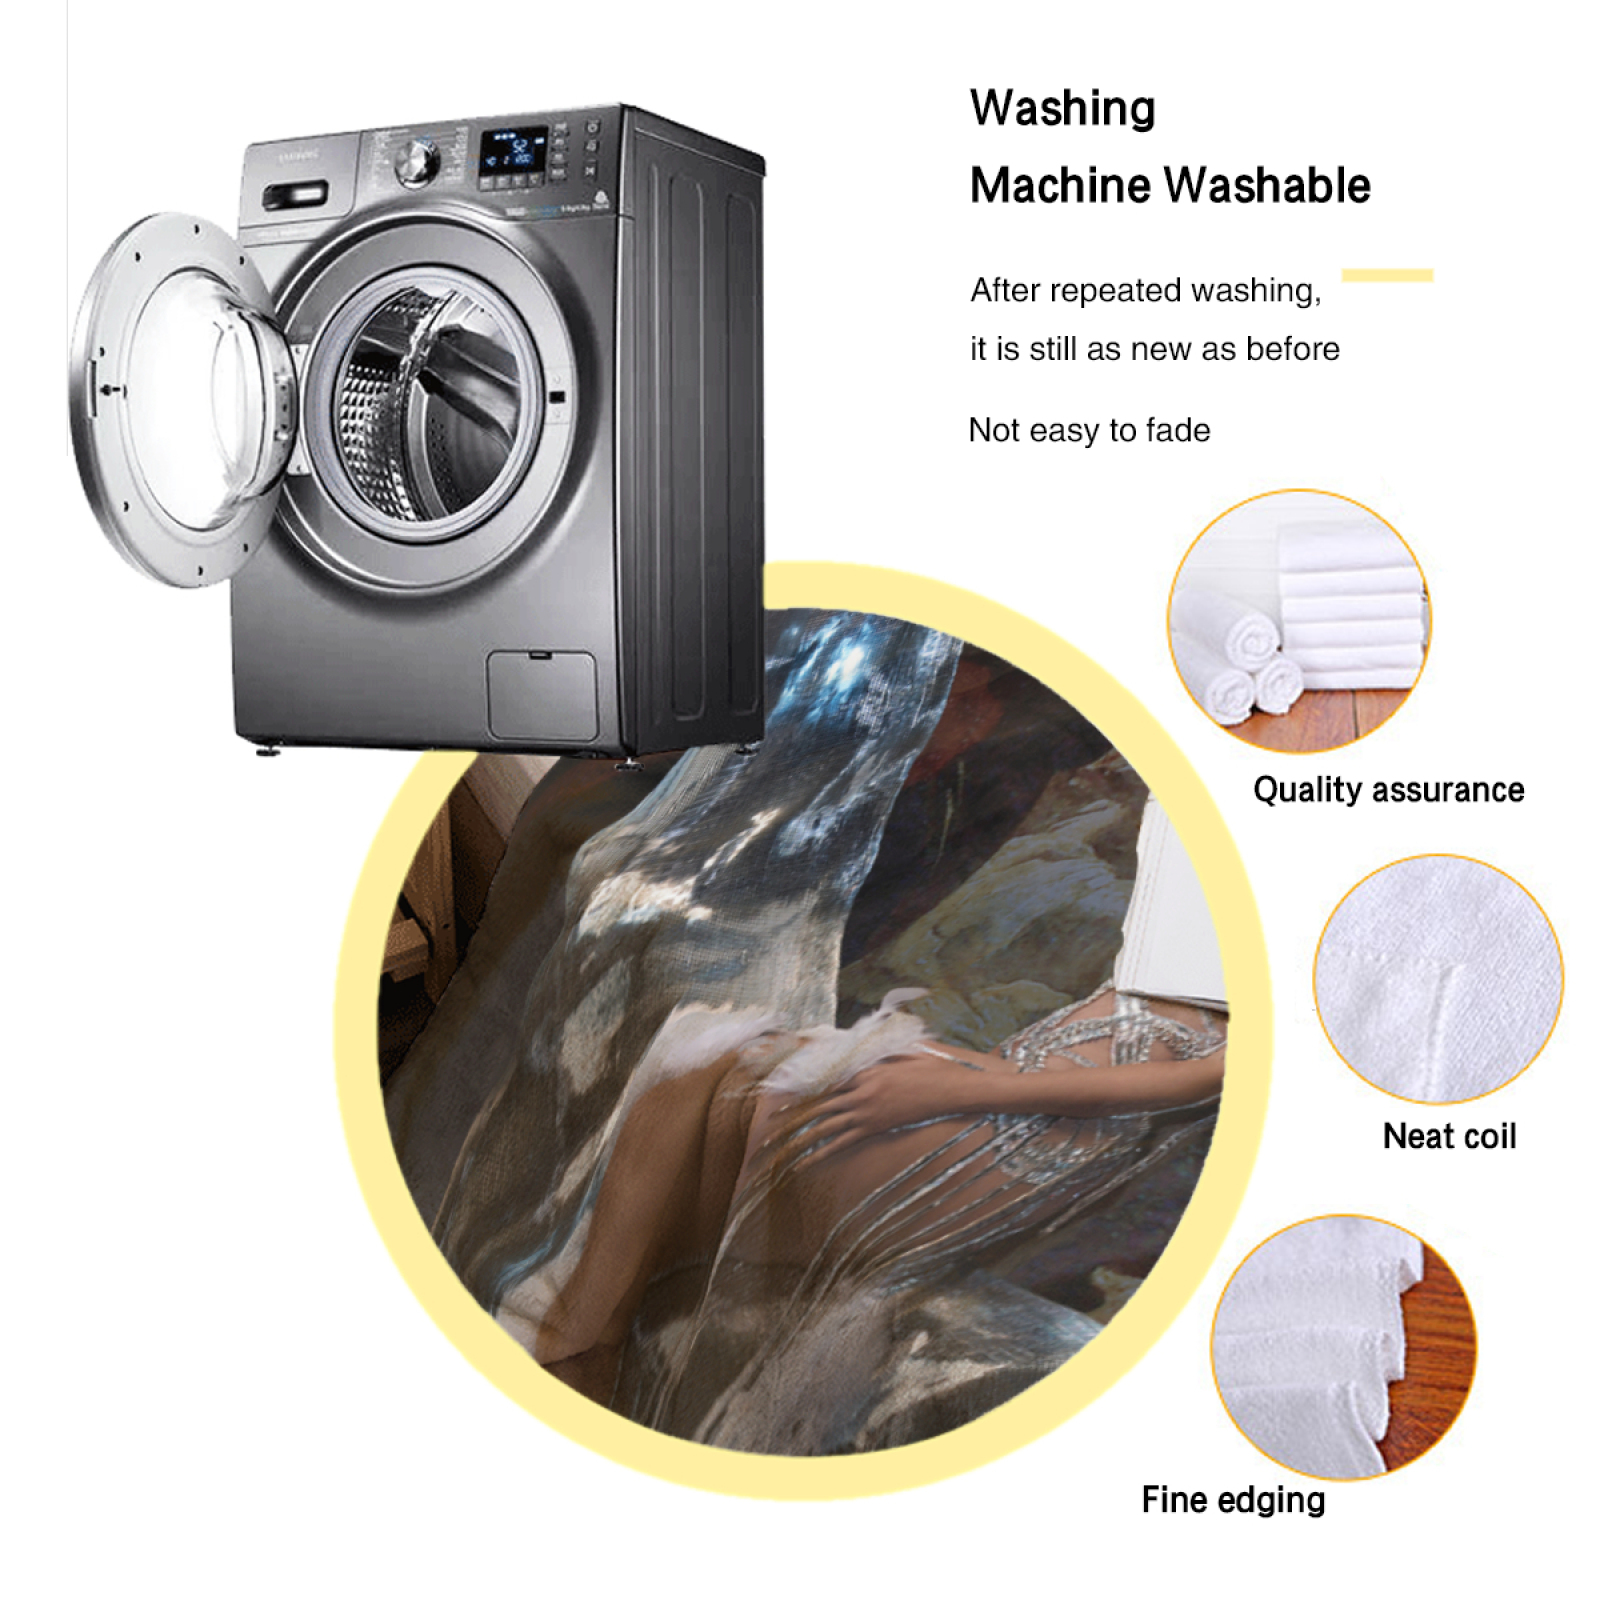 Washing
Machine Washable
After repeated washing,
it is still as new as before
Not easy to fade
Quality assurance
Neat coil
Fine edging